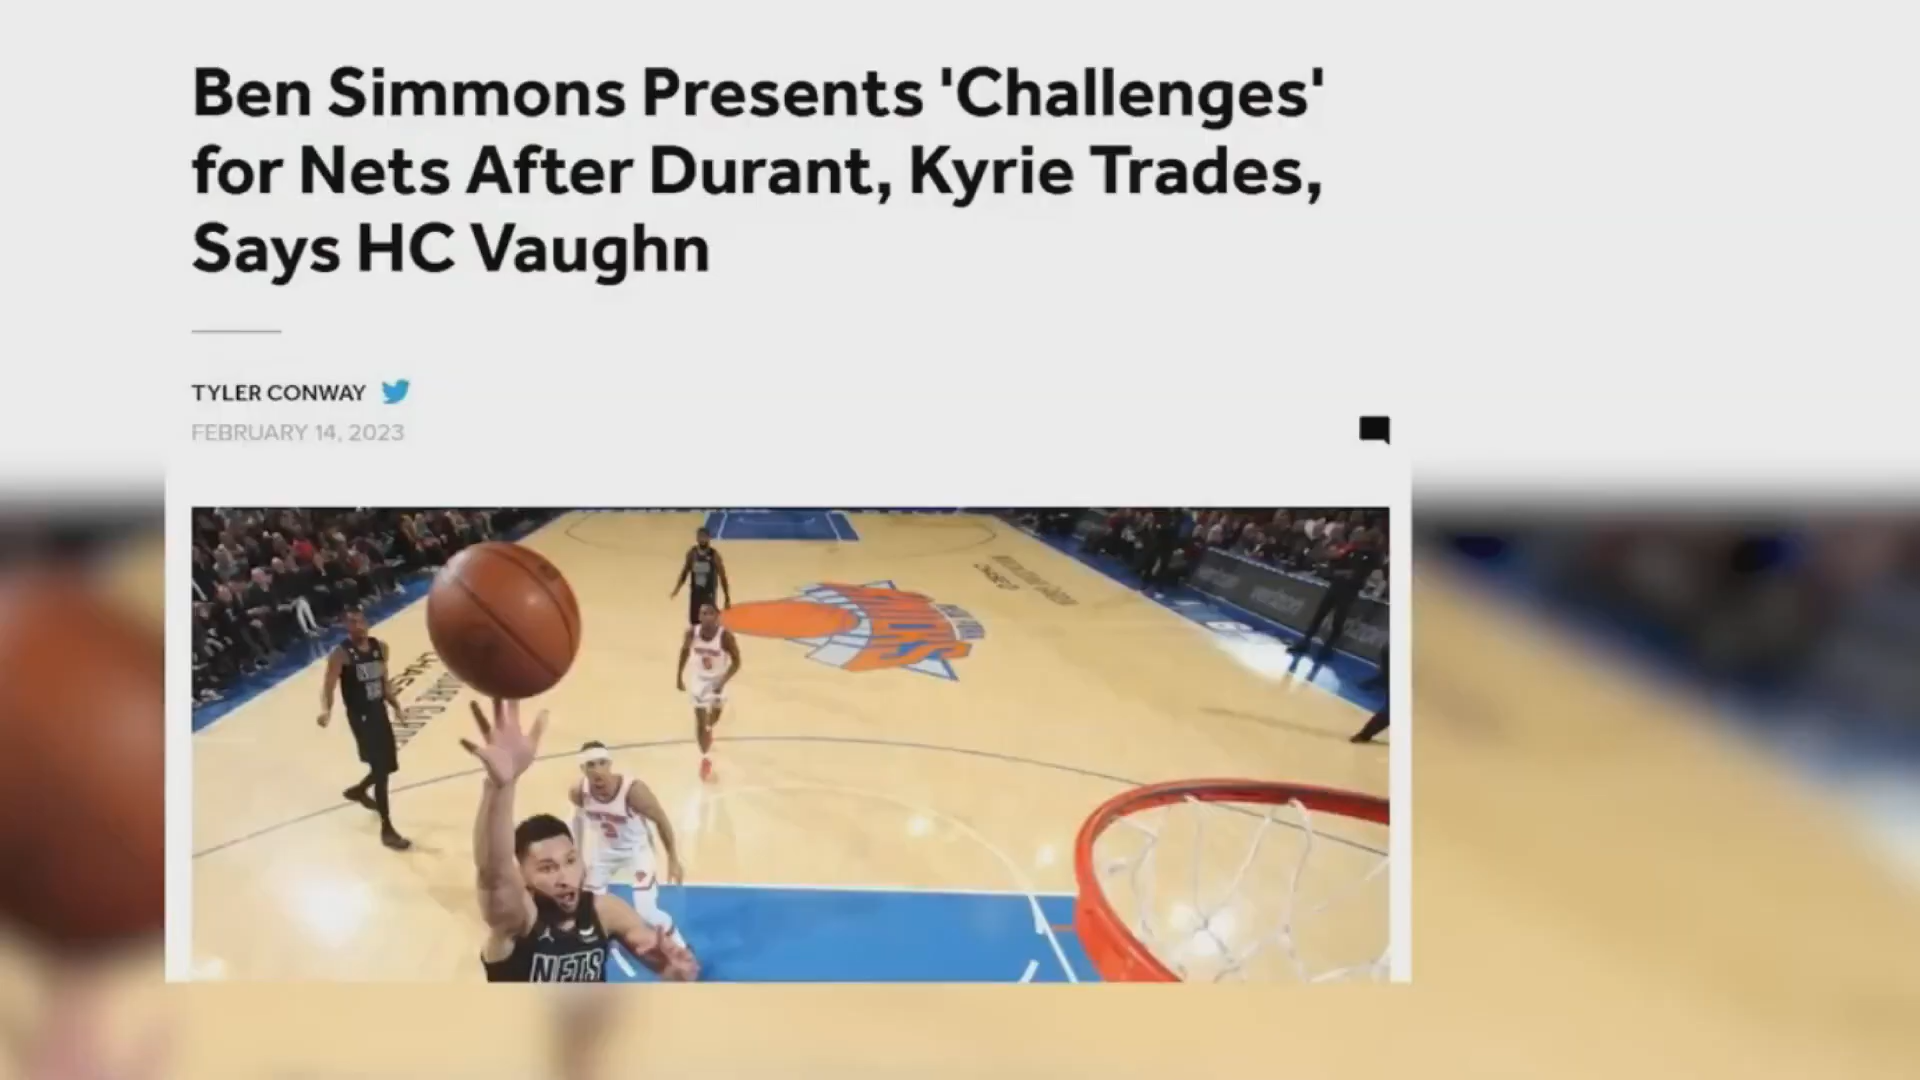 Ben Simmons Presents 'Challenges'
for Nets After Durant, Kyrie Trades,
Says HC Vaughn
TYLER CONWAY
FEBRUARY 14, 2023
verizon
NETS